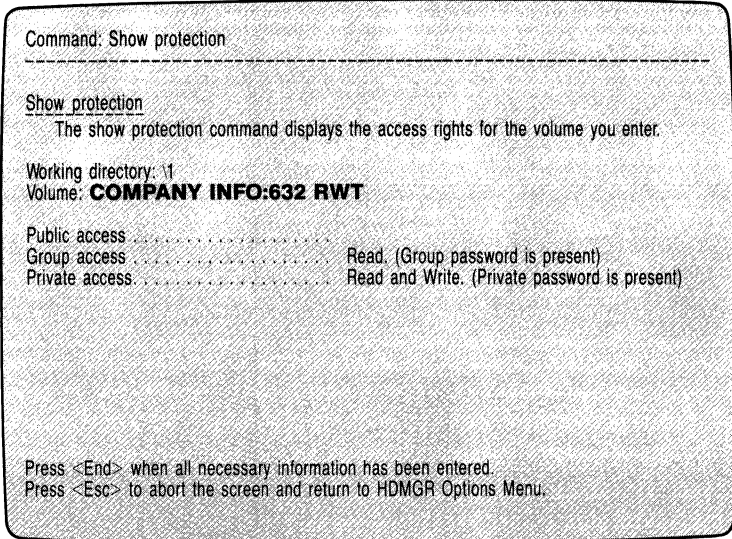 Command: Show protection
Show protection
The show protection command displays the access rights for the volume you enter.
Working directory: \1
Volume: COMPANY INFO:632 RWT
Public access . . . . . . . . . . . . . . . . . . .
Group access . . . . . . . . . . . . . . . . . . . Read. (Group password is present)
Private access. . . . . . . . . . . . . . . . . . . Read and Write. (Private password is present)
Press <End> when all necessary information has been entered.
Press <Esc> to abort the screen and return to HDMGR Options Menu.